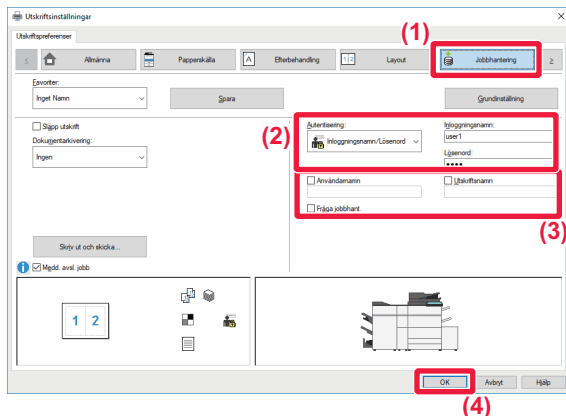 Utskriftsinställningar
Utskriftspreferenser
(1)
Allmänna
Papperskälla
Efterbehandling
Layout
Jobbhantering
Favoriter:
Inget Namn
Spara
Grundinställning
Släpp utskrift
Dokumentarkivering:
Ingen
(2)
Autentisering:
Inloggningsnamn/Lösenord
Inloggningsnamn:
user1
Lösenord:
••••
Användarnamn
Utskriftsnamn
Fråga jobbhant.
(3)
Skriv ut och skicka...
Medd. avsl. jobb
1 2
OK
Avbryt
Hjälp
(4)